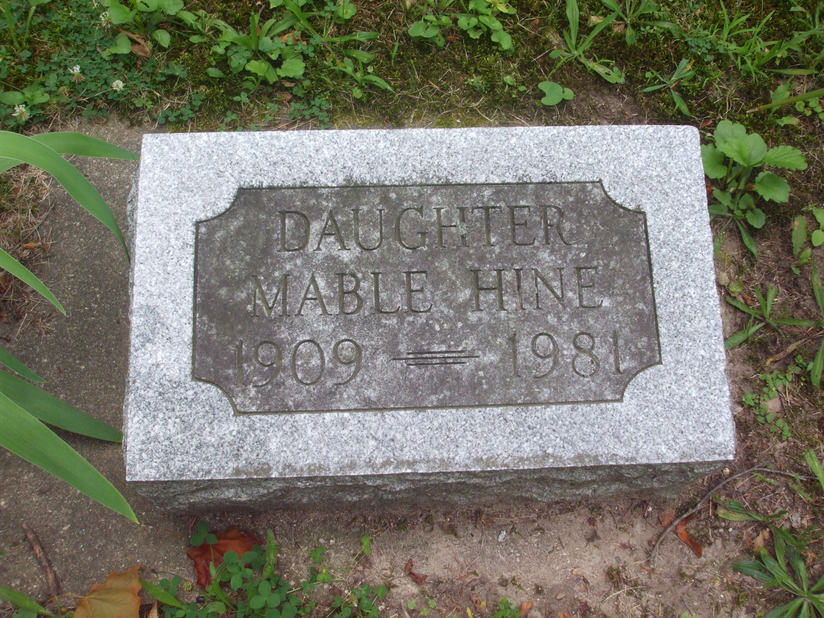 DAUGHTER
MABLE HINE
1909 1981